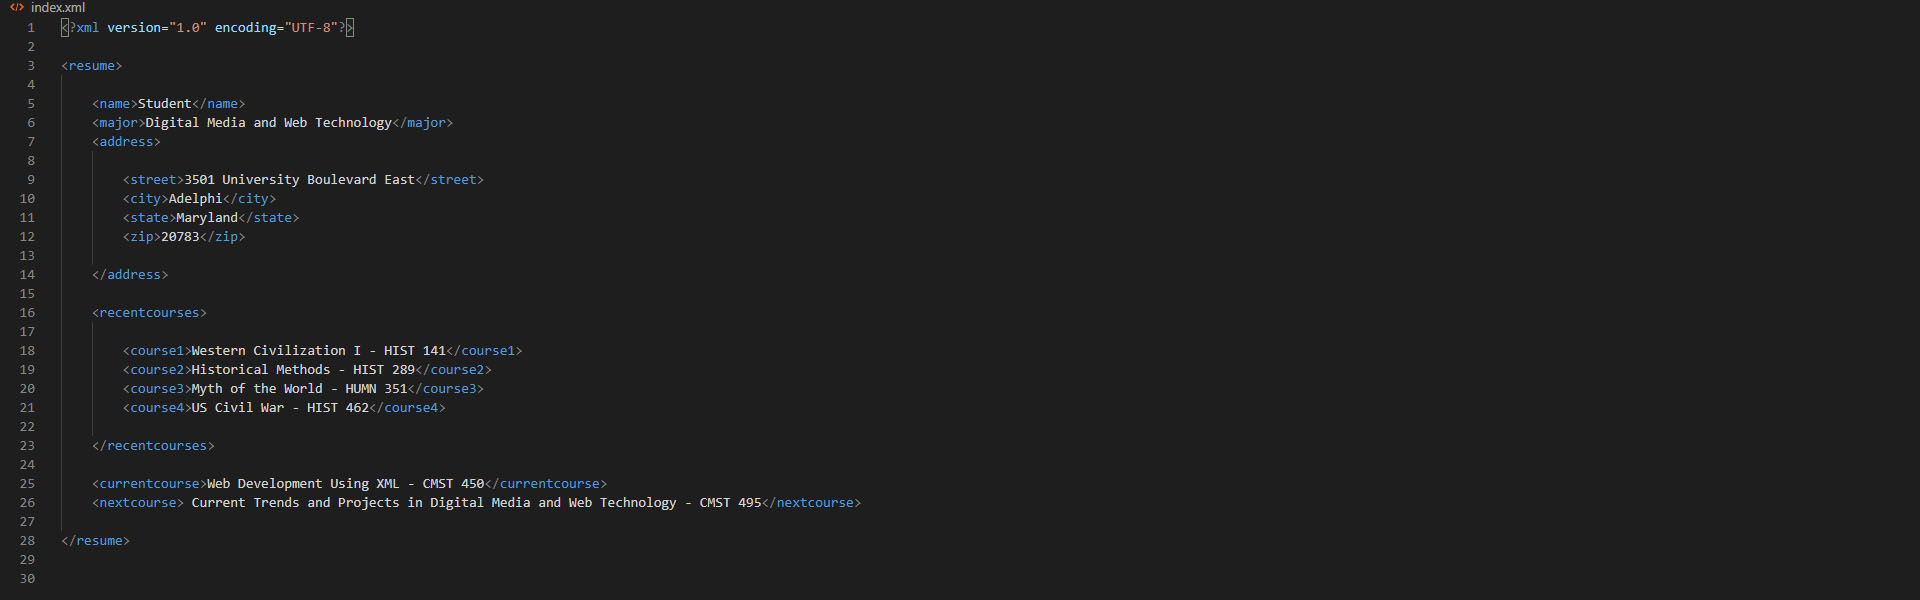 index.xml
1 <?xml version="1.0" encoding="UTF-8"?>
2
3 <resume>
4
5 <name>Student</name>
6 <major>Digital Media and Web Technology</major>
7 <address>
8
9 <street>3501 University Boulevard East</street>
10 <city>Adelphi</city>
11 <state>Maryland</state>
12 <zip>20783</zip>
13
14 </address>
15
16 <recentcourses>
17
18 <course1>Western Civilization I - HIST 141</course1>
19 <course2>Historical Methods - HIST 289</course2>
20 <course3>Myth of the World - HUMN 351</course3>
21 <course4>US Civil War - HIST 462</course4>
22
23 </recentcourses>
24
25 <currentcourse>Web Development Using XML - CMST 450</currentcourse>
26 <nextcourse> Current Trends and Projects in Digital Media and Web Technology - CMST 495</nextcourse>
27
28 </resume>
29
30